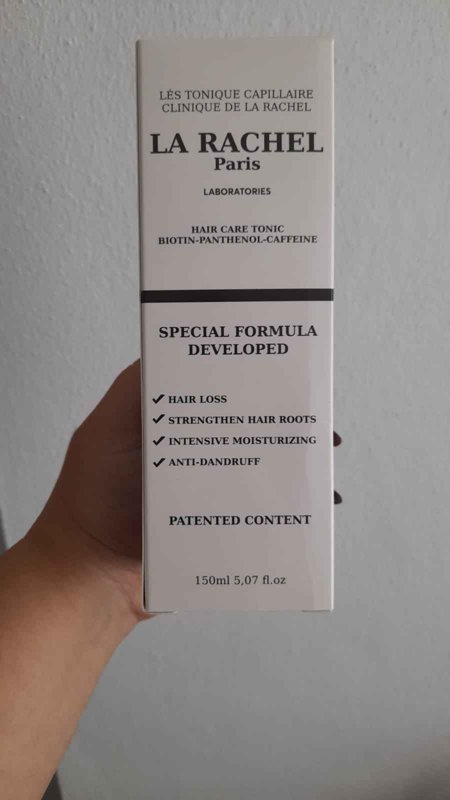 LÉS TONIQUE CAPILLAIRE
CLINIQUE DE LA RACHEL
LA RACHEL
Paris
LABORATORIES
HAIR CARE TONIC
BIOTIN-PANTHENOL-CAFFEINE
SPECIAL FORMULA
DEVELOPED
✓ HAIR LOSS
✓ STRENGTHEN HAIR ROOTS
✓ INTENSIVE MOISTURIZING
✓ ANTI-DANDRUFF
PATENTED CONTENT
150ml 5,07 fl.oz